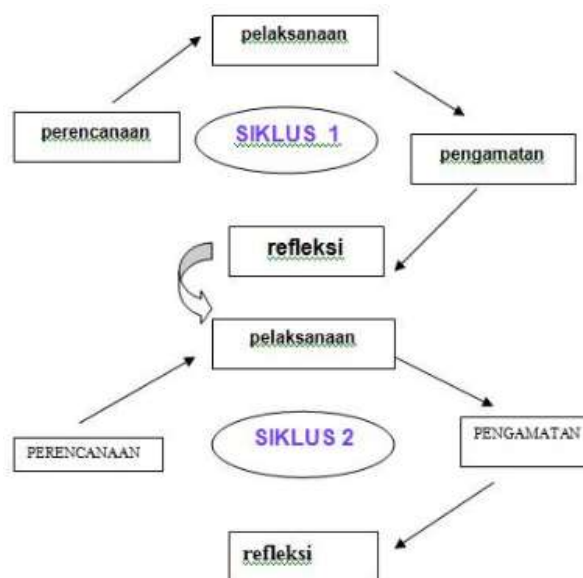 pelaksanaan
perencanaan
SIKLUS 1
pengamatan
refleksi
pelaksanaan
PERENCANAAN
SIKLUS 2
PENGAMATAN
refleksi